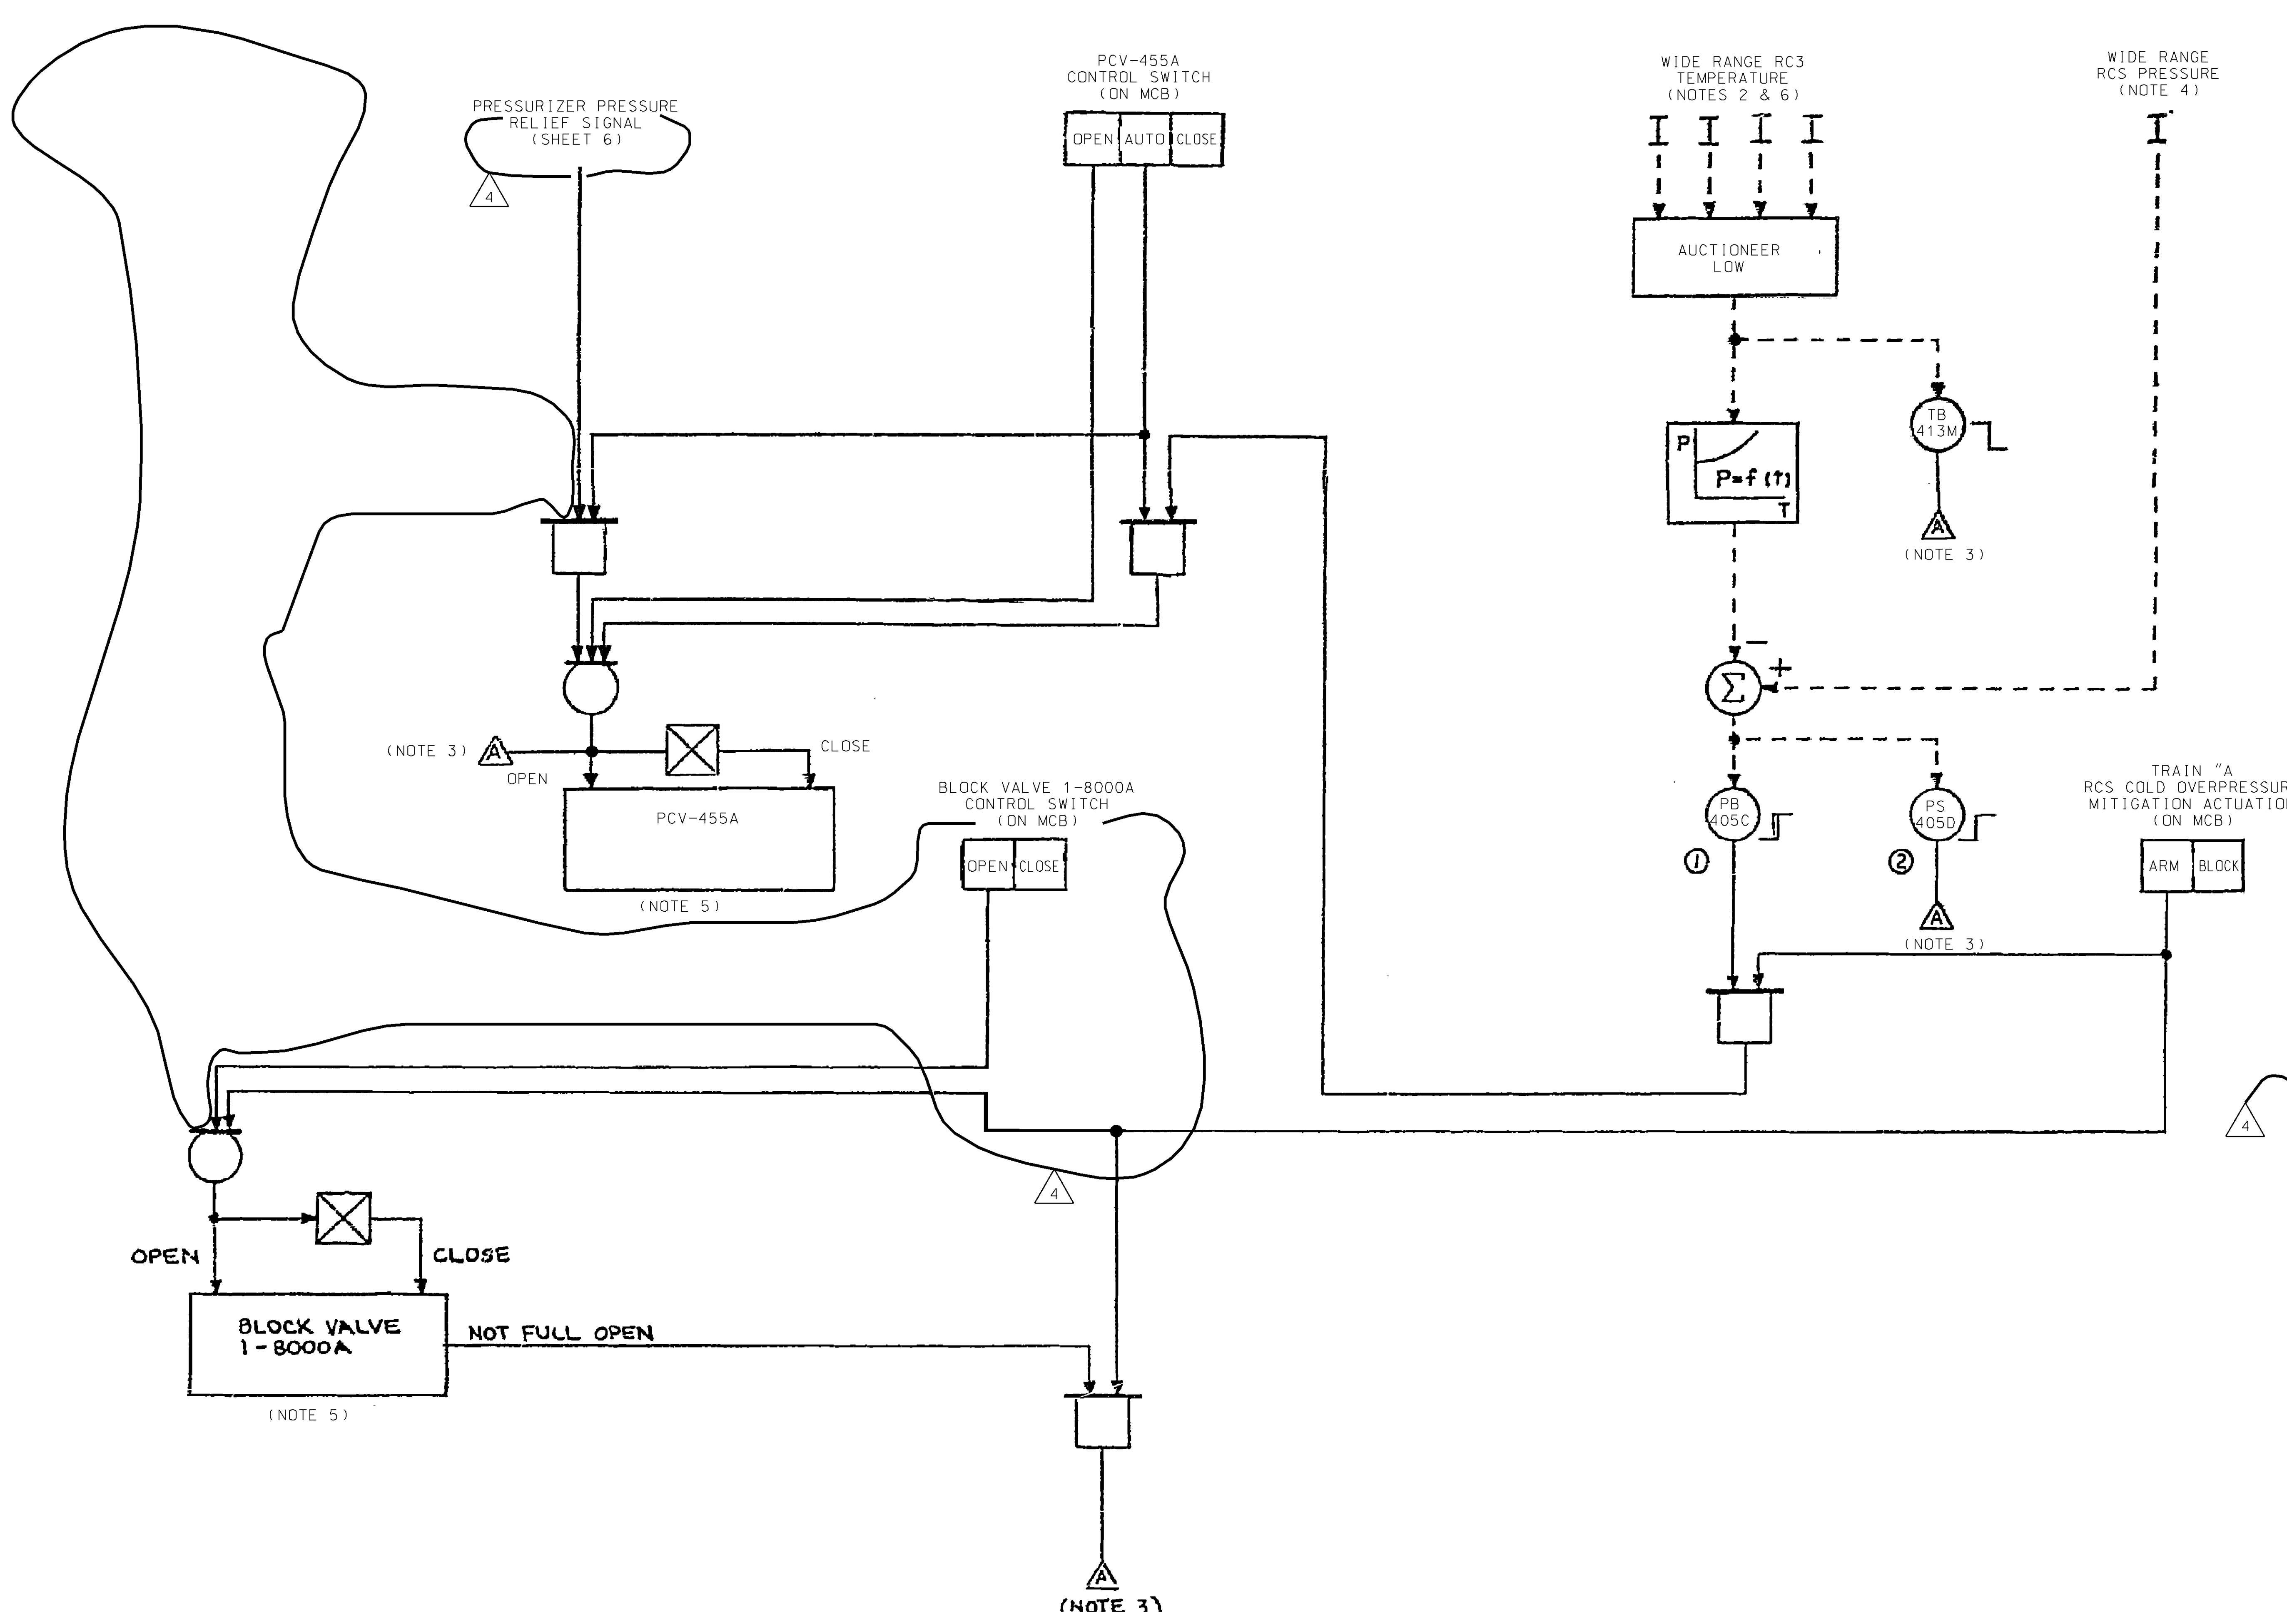 PCV-455A
CONTROL SWITCH
(ON MCB)
WIDE RANGE RC3
TEMPERATURE
(NOTES 2 & 6)
WIDE RANGE
RCS PRESSURE
(NOTE 4)
PRESSURIZER PRESSURE
RELIEF SIGNAL
(SHEET 6)
4
OPEN AUTO CLOSE
AUCTIONEER
LOW
TB
413M
P
P=f(T)
T
A
(NOTE 3)
-
+
Σ
(NOTE 3) A
OPEN
CLOSE
PCV-455A
(NOTE 5)
BLOCK VALVE 1-8000A
CONTROL SWITCH
(ON MCB)
OPEN CLOSE
PB
405C
1
PS
405D
2
A
(NOTE 3)
TRAIN "A
RCS COLD OVERPRESSUR
MITIGATION ACTUATIO
(ON MCB)
ARM BLOCK
4
4
OPEN
CLOSE
BLOCK VALVE
1-8000A
NOT FULL OPEN
(NOTE 5)
A
(NOTE 3)